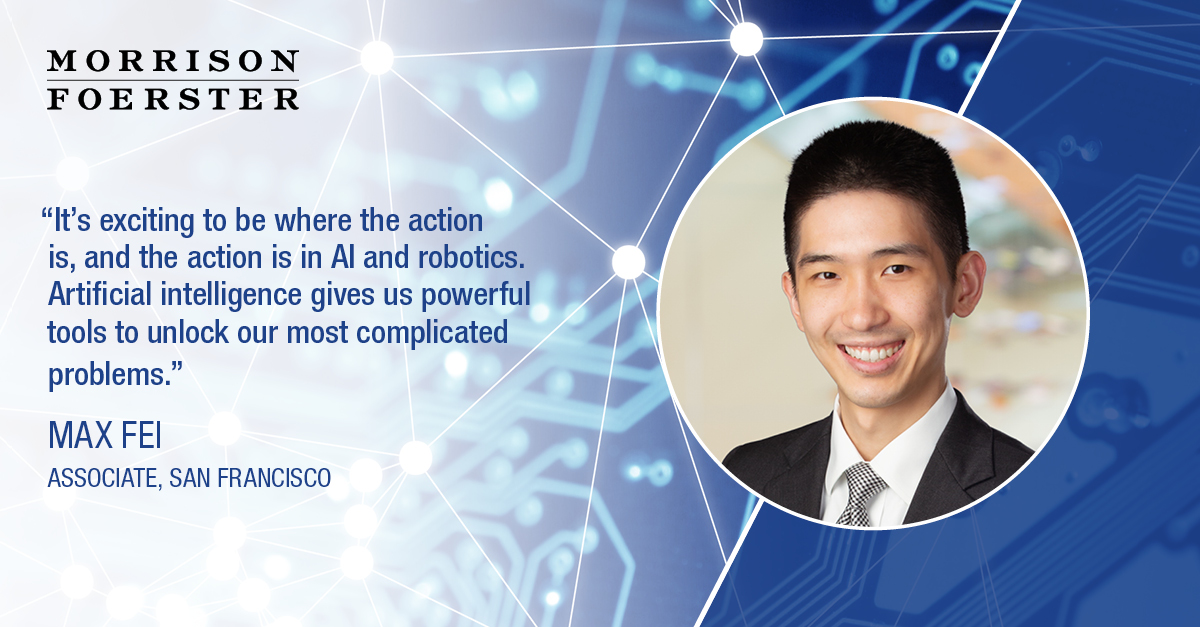 MORRISON
FOERSTER
“It’s exciting to be where the action
is, and the action is in AI and robotics.
Artificial intelligence gives us powerful
tools to unlock our most complicated
problems.”
MAX FEI
ASSOCIATE, SAN FRANCISCO